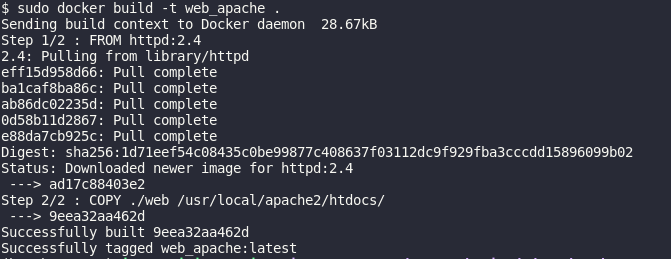 $ sudo docker build -t web_apache .
Sending build context to Docker daemon  28.67kB
Step 1/2 : FROM httpd:2.4
2.4: Pulling from library/httpd
eff15d958d66: Pull complete
ba1caf8ba86c: Pull complete
ab86dc02235d: Pull complete
0d58b11d2867: Pull complete
e88da7cb925c: Pull complete
Digest: sha256:1d71eef54c08435c0be99877c408637f03112dc9f929fba3cccdd15896099b02
Status: Downloaded newer image for httpd:2.4
 ---> ad17c88403e2
Step 2/2 : COPY ./web /usr/local/apache2/htdocs/
 ---> 9eea32aa462d
Successfully built 9eea32aa462d
Successfully tagged web_apache:latest